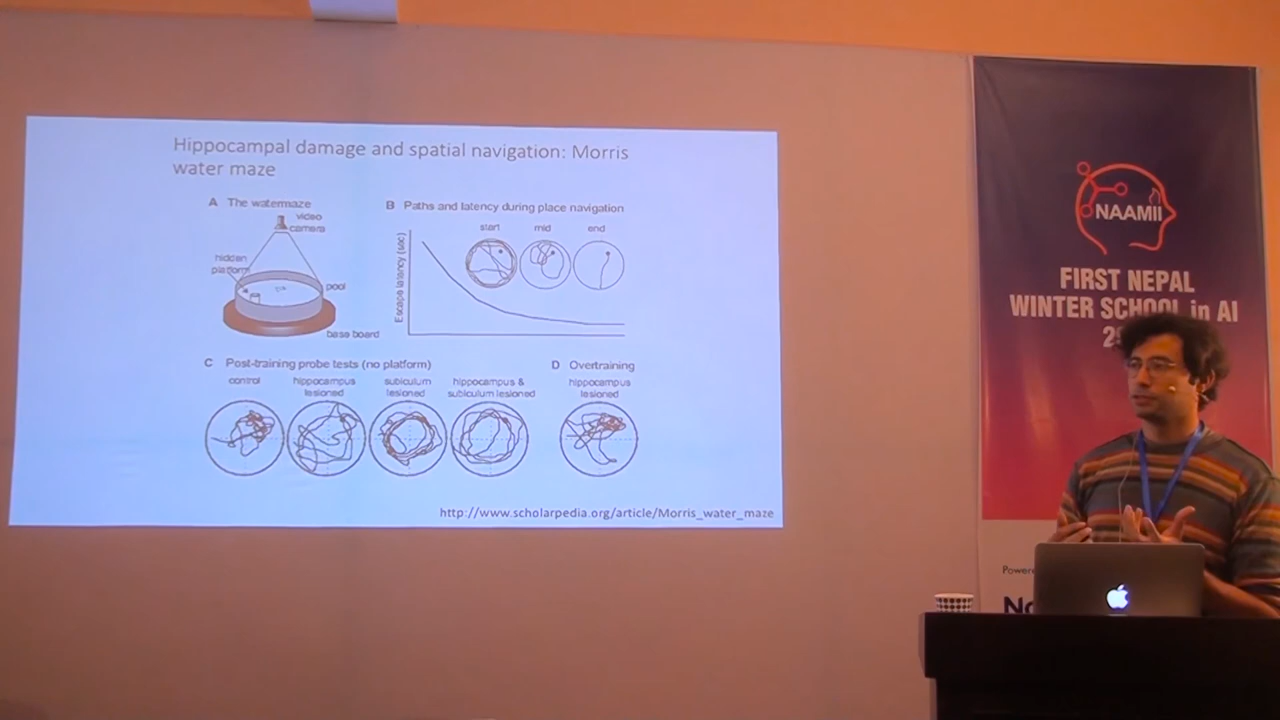 Hippocampal damage and spatial navigation: Morris
water maze
A The watermaze
video
camera
hidden
platform
pool
base board
B Paths and latency during place navigation
Escape latency (sec)
start mid end
C Post-training probe tests (no platform)
control
hippocampus
lesioned
subiculum
lesioned
hippocampus &
subiculum lesioned
D Overtraining
hippocampus
lesioned
http://www.scholarpedia.org/article/Morris_water_maze
NAAMII
FIRST NEPAL
WINTER SCHOOL in AI